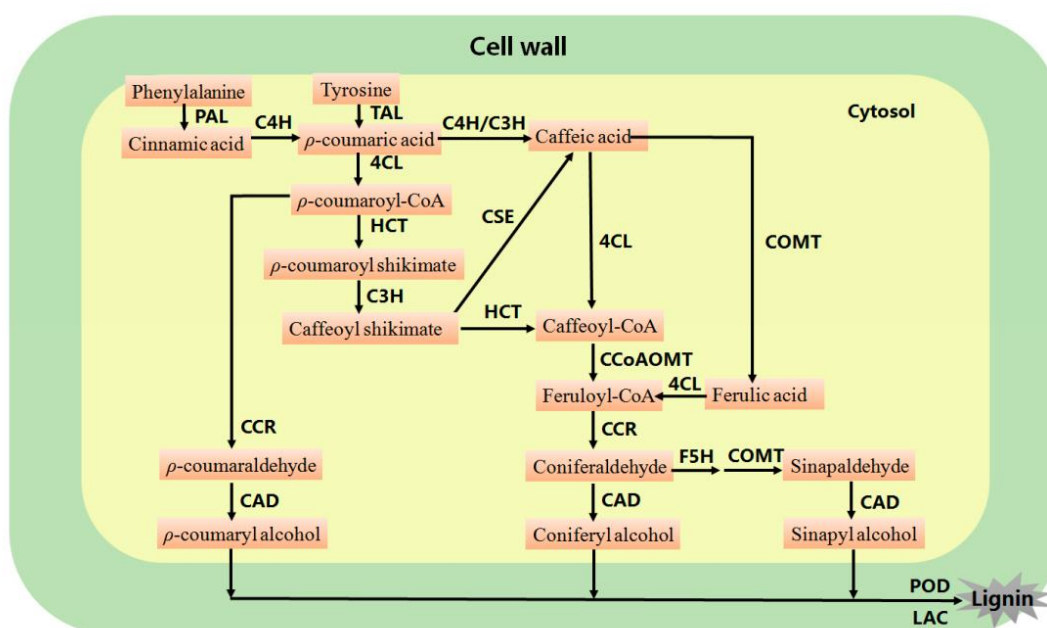 Cell wall
Phenylalanine
Tyrosine
Cytosol
PAL
C4H
TAL
C4H/C3H
Cinnamic acid
ρ-coumaric acid
Caffeic acid
4CL
ρ-coumaroyl-CoA
HCT
CSE
4CL
COMT
ρ-coumaroyl shikimate
C3H
Caffeoyl shikimate
HCT
Caffeoyl-CoA
CCoAOMT
Feruloyl-CoA
4CL
Ferulic acid
CCR
CCR
ρ-coumaraldehyde
Coniferaldehyde
F5H
COMT
Sinapaldehyde
CAD
CAD
CAD
ρ-coumaryl alcohol
Coniferyl alcohol
Sinapyl alcohol
POD
Lignin
LAC